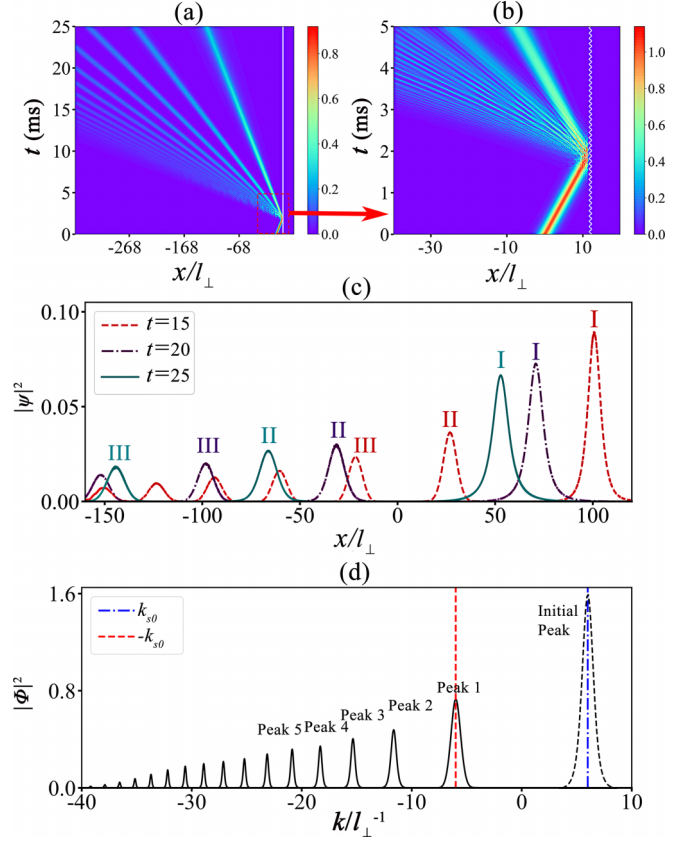 (a)
(b)
25
20
15
10
5
0
t (ms)
-268
-168
-68
x/l⊥
0.8
0.6
0.4
0.2
0.0
5
4
3
2
1
0
t (ms)
-30
-10
10
x/l⊥
1.0
0.8
0.6
0.4
0.2
0.0
(c)
0.10
0.05
0.00
|ψ|²
t=15
t=20
t=25
I
I
I
III
III
II
II
III
II
-150
-100
-50
0
50
100
x/l⊥
(d)
1.6
0.8
0.0
|Φ|²
k_s0
-k_s0
Initial
Peak
Peak 1
Peak 2
Peak 3
Peak 4
Peak 5
-40
-30
-20
-10
0
10
k/l⊥⁻¹